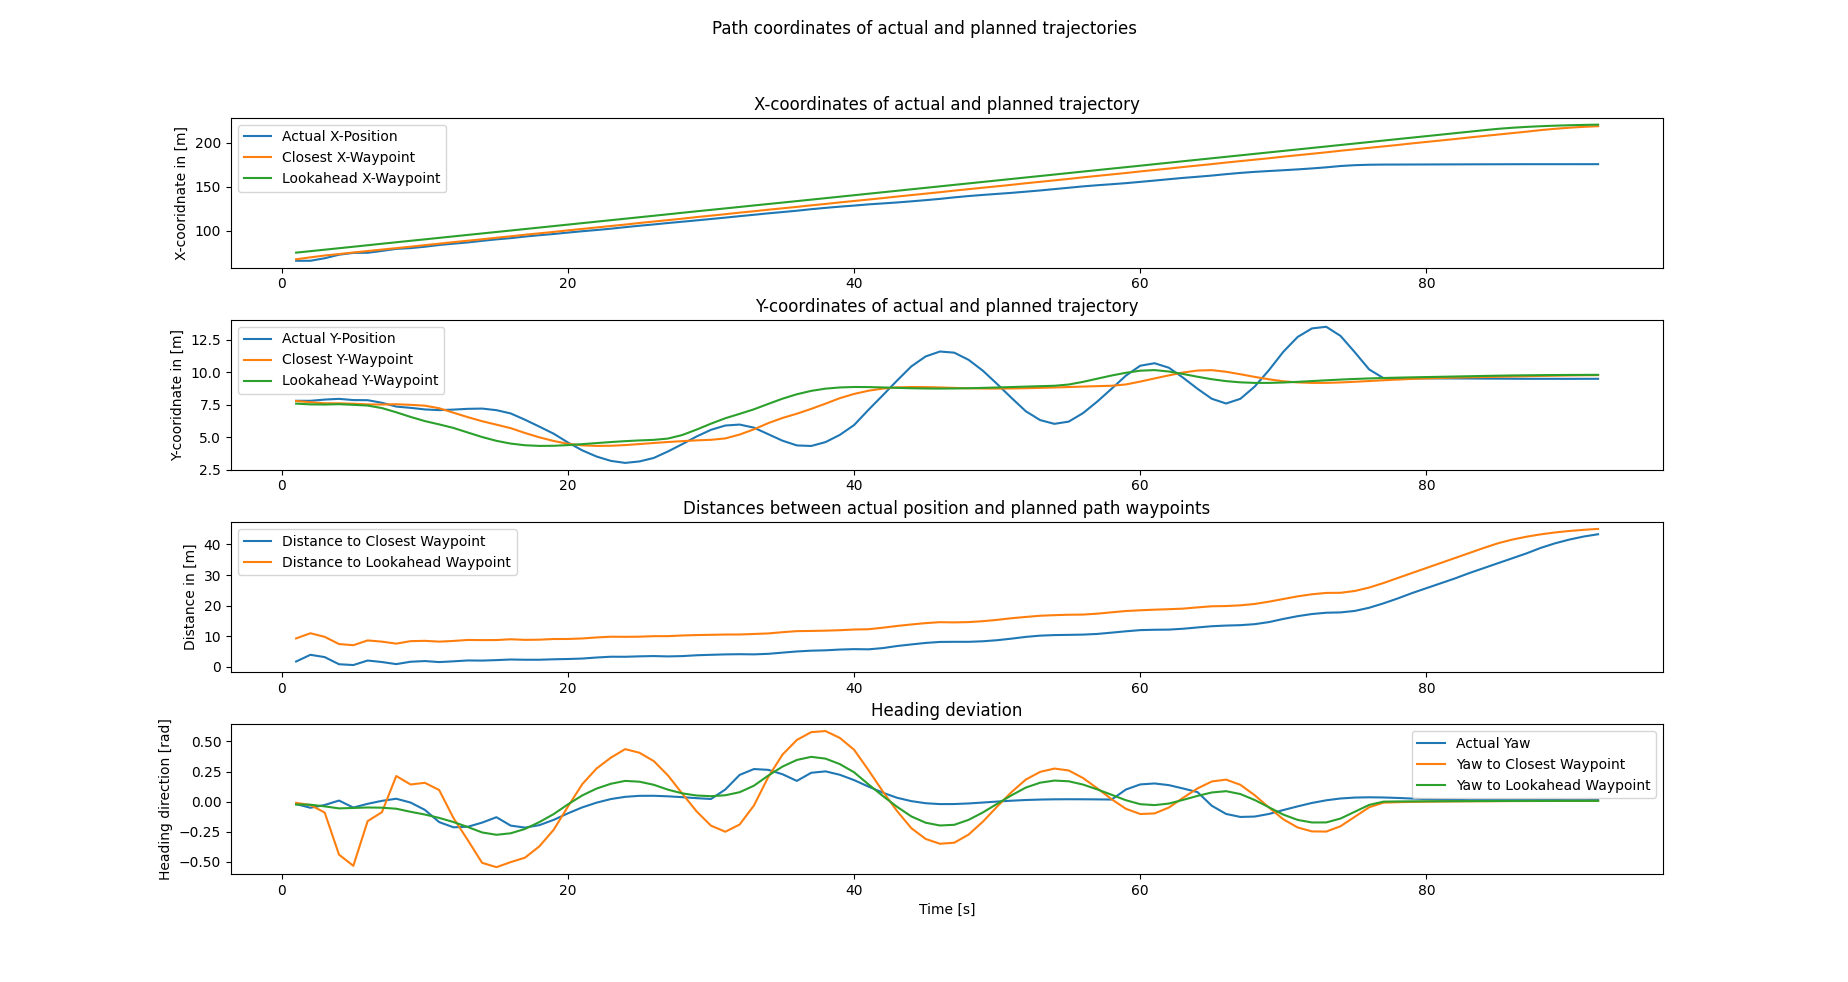 Path coordinates of actual and planned trajectories
X-coordinates of actual and planned trajectory
X-cooridnate in [m]
200
150
100
Actual X-Position
Closest X-Waypoint
Lookahead X-Waypoint
0 20 40 60 80
Y-coordinates of actual and planned trajectory
Y-cooridnate in [m]
12.5
10.0
7.5
5.0
2.5
Actual Y-Position
Closest Y-Waypoint
Lookahead Y-Waypoint
0 20 40 60 80
Distances between actual position and planned path waypoints
Distance in [m]
40
30
20
10
0
Distance to Closest Waypoint
Distance to Lookahead Waypoint
0 20 40 60 80
Heading deviation
Heading direction [rad]
0.50
0.25
0.00
−0.25
−0.50
Actual Yaw
Yaw to Closest Waypoint
Yaw to Lookahead Waypoint
0 20 40 60 80
Time [s]